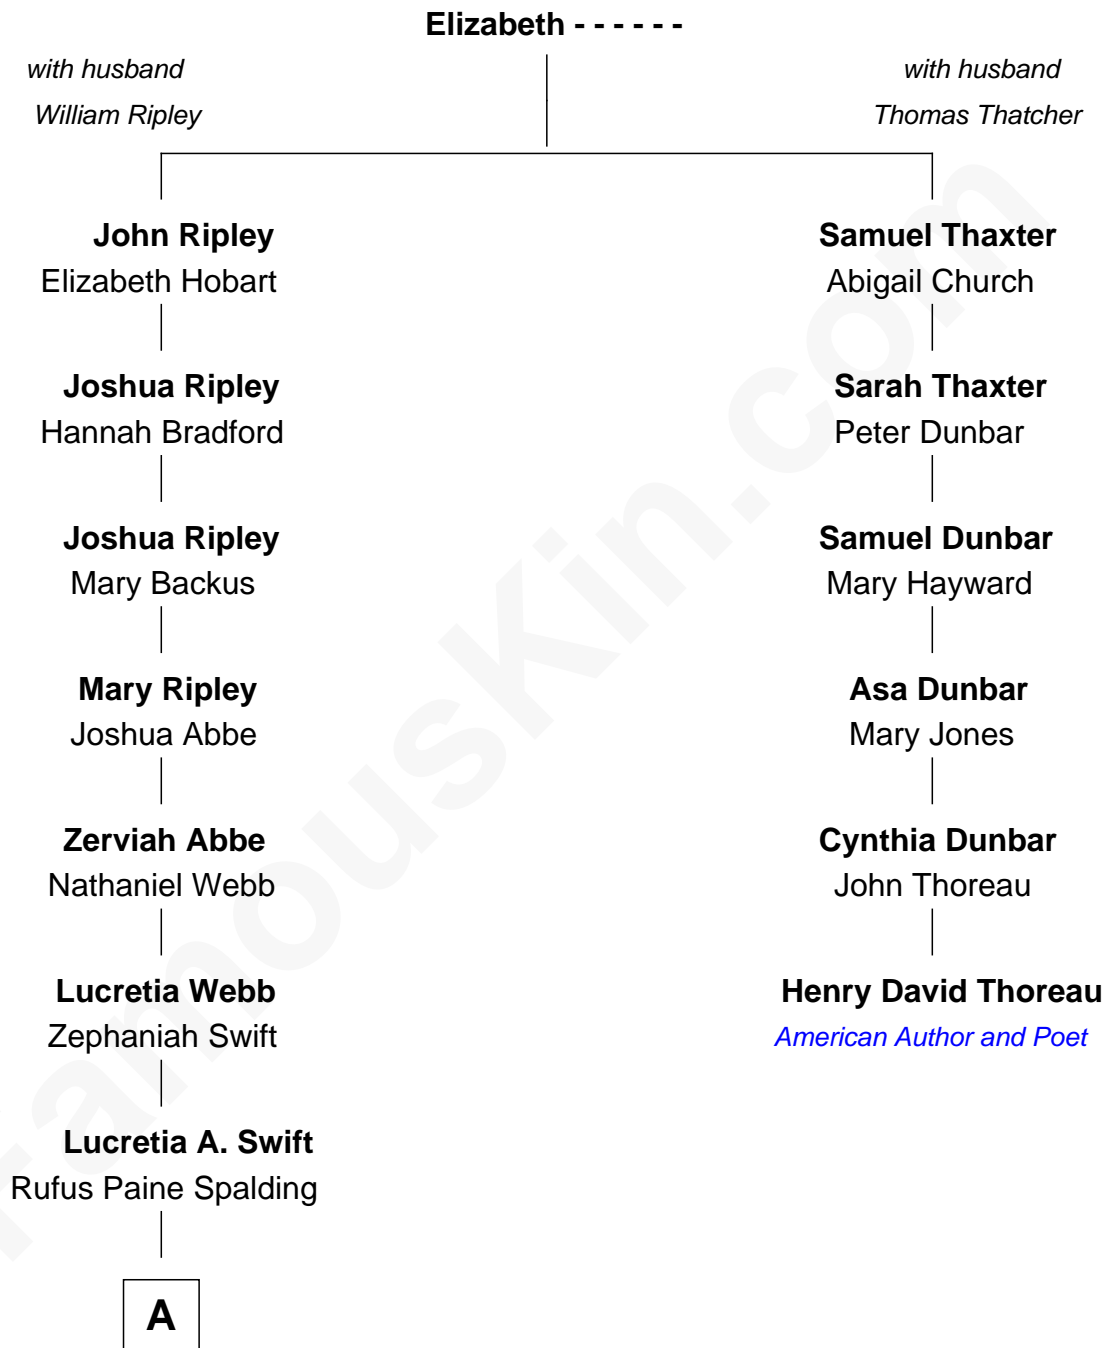 Elizabeth - - - - - -
with husband
William Ripley
with husband
Thomas Thatcher
John Ripley
Elizabeth Hobart
Samuel Thaxter
Abigail Church
Joshua Ripley
Hannah Bradford
Sarah Thaxter
Peter Dunbar
Joshua Ripley
Mary Backus
Samuel Dunbar
Mary Hayward
Mary Ripley
Joshua Abbe
Asa Dunbar
Mary Jones
Zerviah Abbe
Nathaniel Webb
Cynthia Dunbar
John Thoreau
Lucretia Webb
Zephaniah Swift
Henry David Thoreau
American Author and Poet
Lucretia A. Swift
Rufus Paine Spalding
A
FamousKin.com